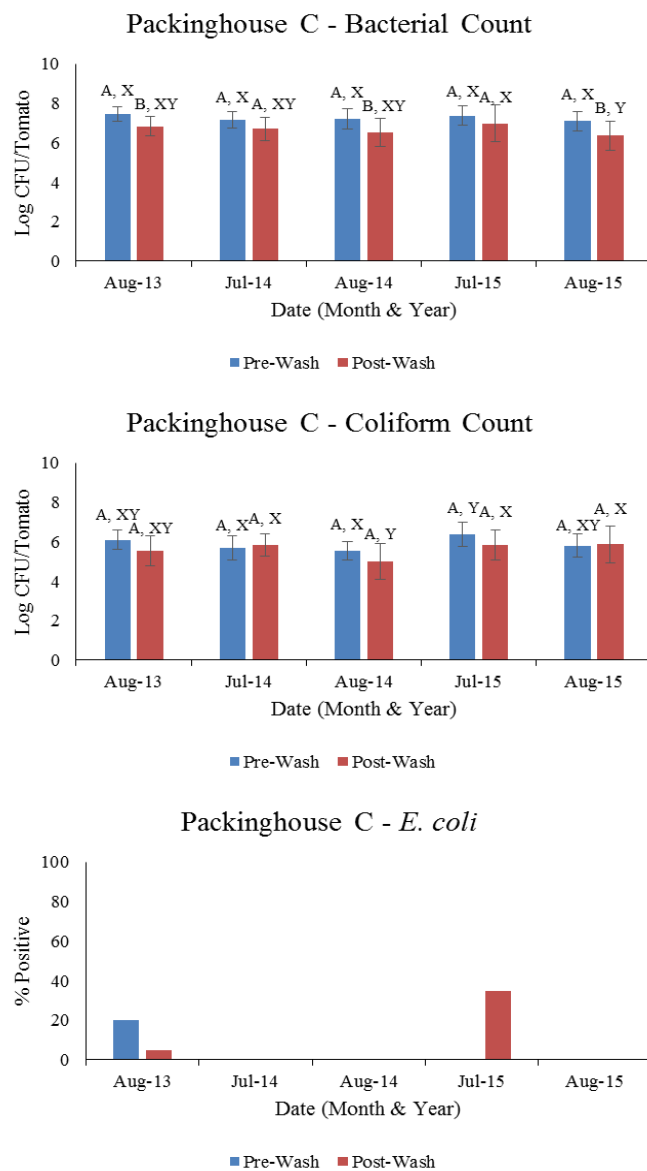 Packinghouse C - Bacterial Count
10
8
6
4
2
0
Log CFU/Tomato
A, X
B, XY
A, X
A, XY
A, X
B, XY
A, X
A, X
A, X
B, Y
Aug-13 Jul-14 Aug-14 Jul-15 Aug-15
Date (Month & Year)
Pre-Wash Post-Wash
Packinghouse C - Coliform Count
10
8
6
4
2
0
Log CFU/Tomato
A, XY
A, XY
A, X
A, X
A, X
A, Y
A, Y
A, X
A, XY
A, X
Aug-13 Jul-14 Aug-14 Jul-15 Aug-15
Date (Month & Year)
Pre-Wash Post-Wash
Packinghouse C - E. coli
100
80
60
40
20
0
% Positive
Aug-13 Jul-14 Aug-14 Jul-15 Aug-15
Date (Month & Year)
Pre-Wash Post-Wash